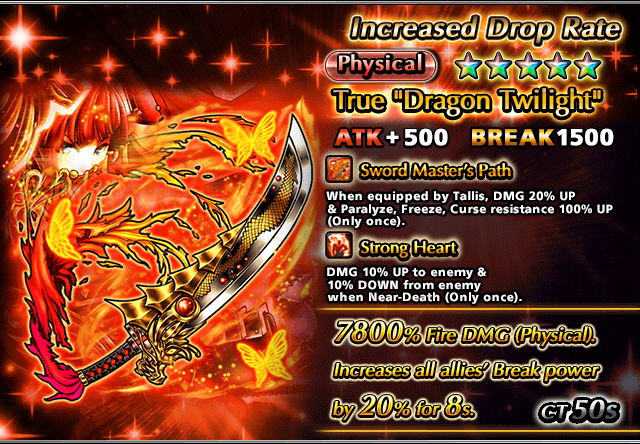 Increased Drop Rate
Physical
True "Dragon Twilight"
ATK+500 BREAK1500
Sword Master's Path
When equipped by Tallis, DMG 20% UP
& Paralyze, Freeze, Curse resistance 100% UP
(Only once).
Strong Heart
DMG 10% UP to enemy &
10% DOWN from enemy
when Near-Death (Only once).
7800% Fire DMG (Physical).
Increases all allies' Break power
by 20% for 8s.
CT 50s